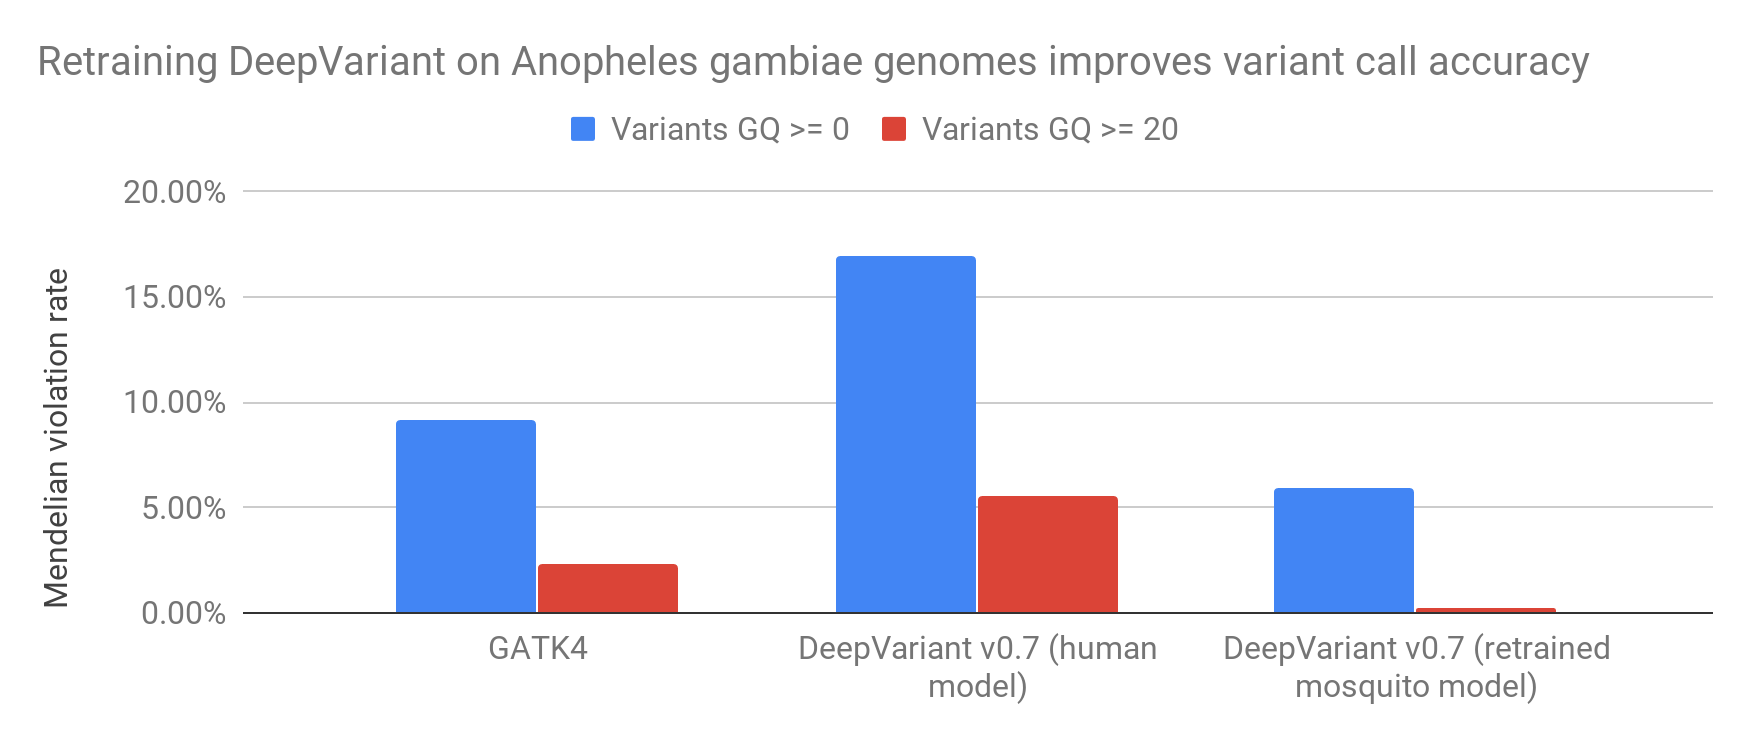 Retraining DeepVariant on Anopheles gambiae genomes improves variant call accuracy
Variants GQ >= 0
Variants GQ >= 20
Mendelian violation rate
20.00%
15.00%
10.00%
5.00%
0.00%
GATK4
DeepVariant v0.7 (human
model)
DeepVariant v0.7 (retrained
mosquito model)